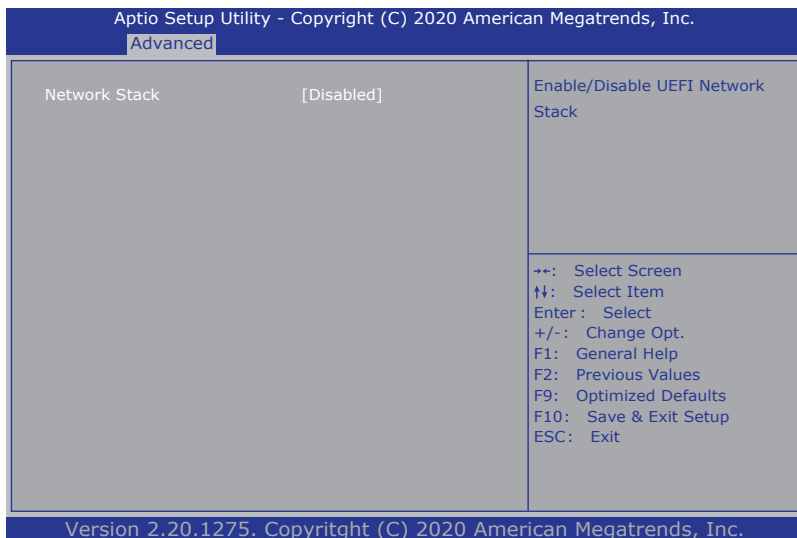 Aptio Setup Utility - Copyright (C) 2020 American Megatrends, Inc.
Advanced
Network Stack [Disabled]
Enable/Disable UEFI Network
Stack
→←: Select Screen
↑↓: Select Item
Enter : Select
+/-: Change Opt.
F1: General Help
F2: Previous Values
F9: Optimized Defaults
F10: Save & Exit Setup
ESC: Exit
Version 2.20.1275. Copyritght (C) 2020 American Megatrends, Inc.